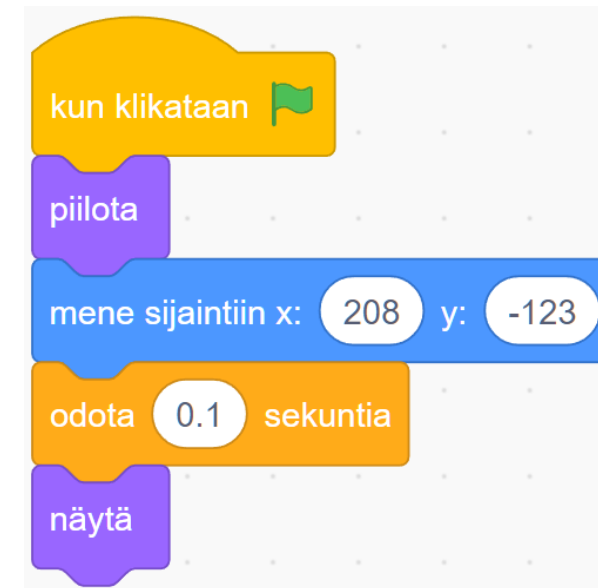 kun klikataan
piilota
mene sijaintiin x: 208 y: -123
odota 0.1 sekuntia
näytä